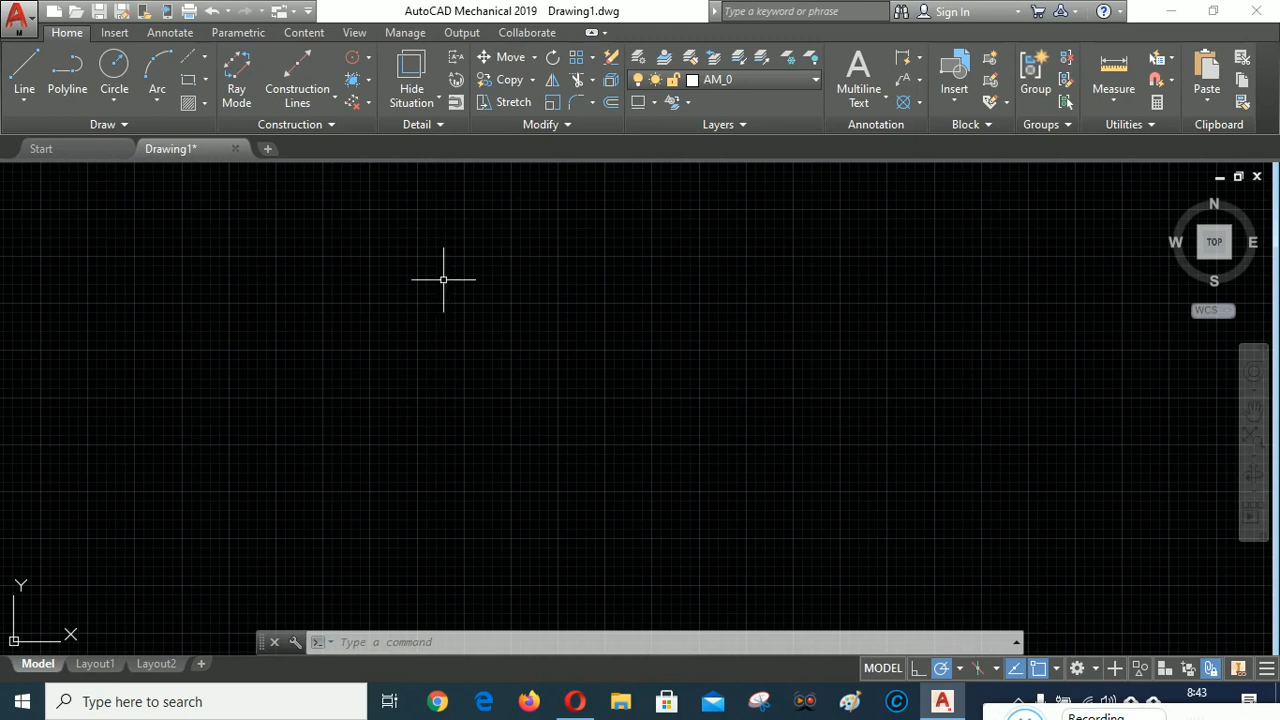 AutoCAD Mechanical 2019 Drawing1.dwg Type a keyword or phrase Sign In
Home Insert Annotate Parametric Content View Manage Output Collaborate
Line Polyline Circle Arc Ray Mode Construction Lines Hide Situation Move Copy Stretch AM_0 Multiline Text Insert Group Measure Paste
Draw Construction Detail Modify Layers Annotation Block Groups Utilities Clipboard
Start Drawing1*
N
W TOP E
S
WCS
Y
X
Type a command
Model Layout1 Layout2 MODEL
Type here to search 8:43
Recording